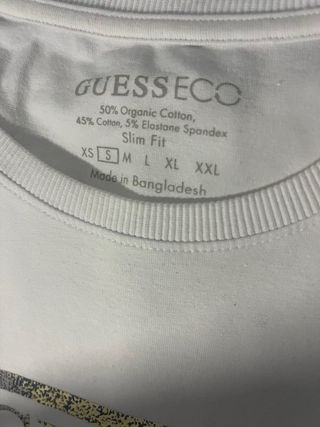 GUESSECO
50% Organic Cotton,
45% Cotton, 5% Elastane Spandex
Slim Fit
XS S M L XL XXL
Made in Bangladesh